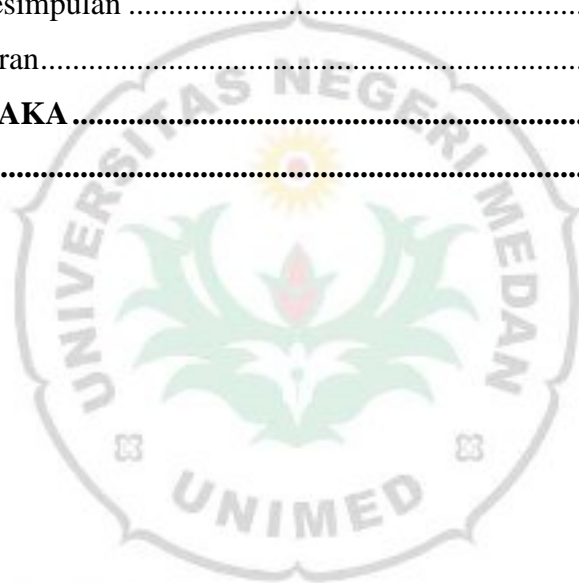 esimpulan ................................................................
ran................................................................
AKA ................................................................
................................................................
UNIVERSITAS NEGERI MEDAN
UNIMED